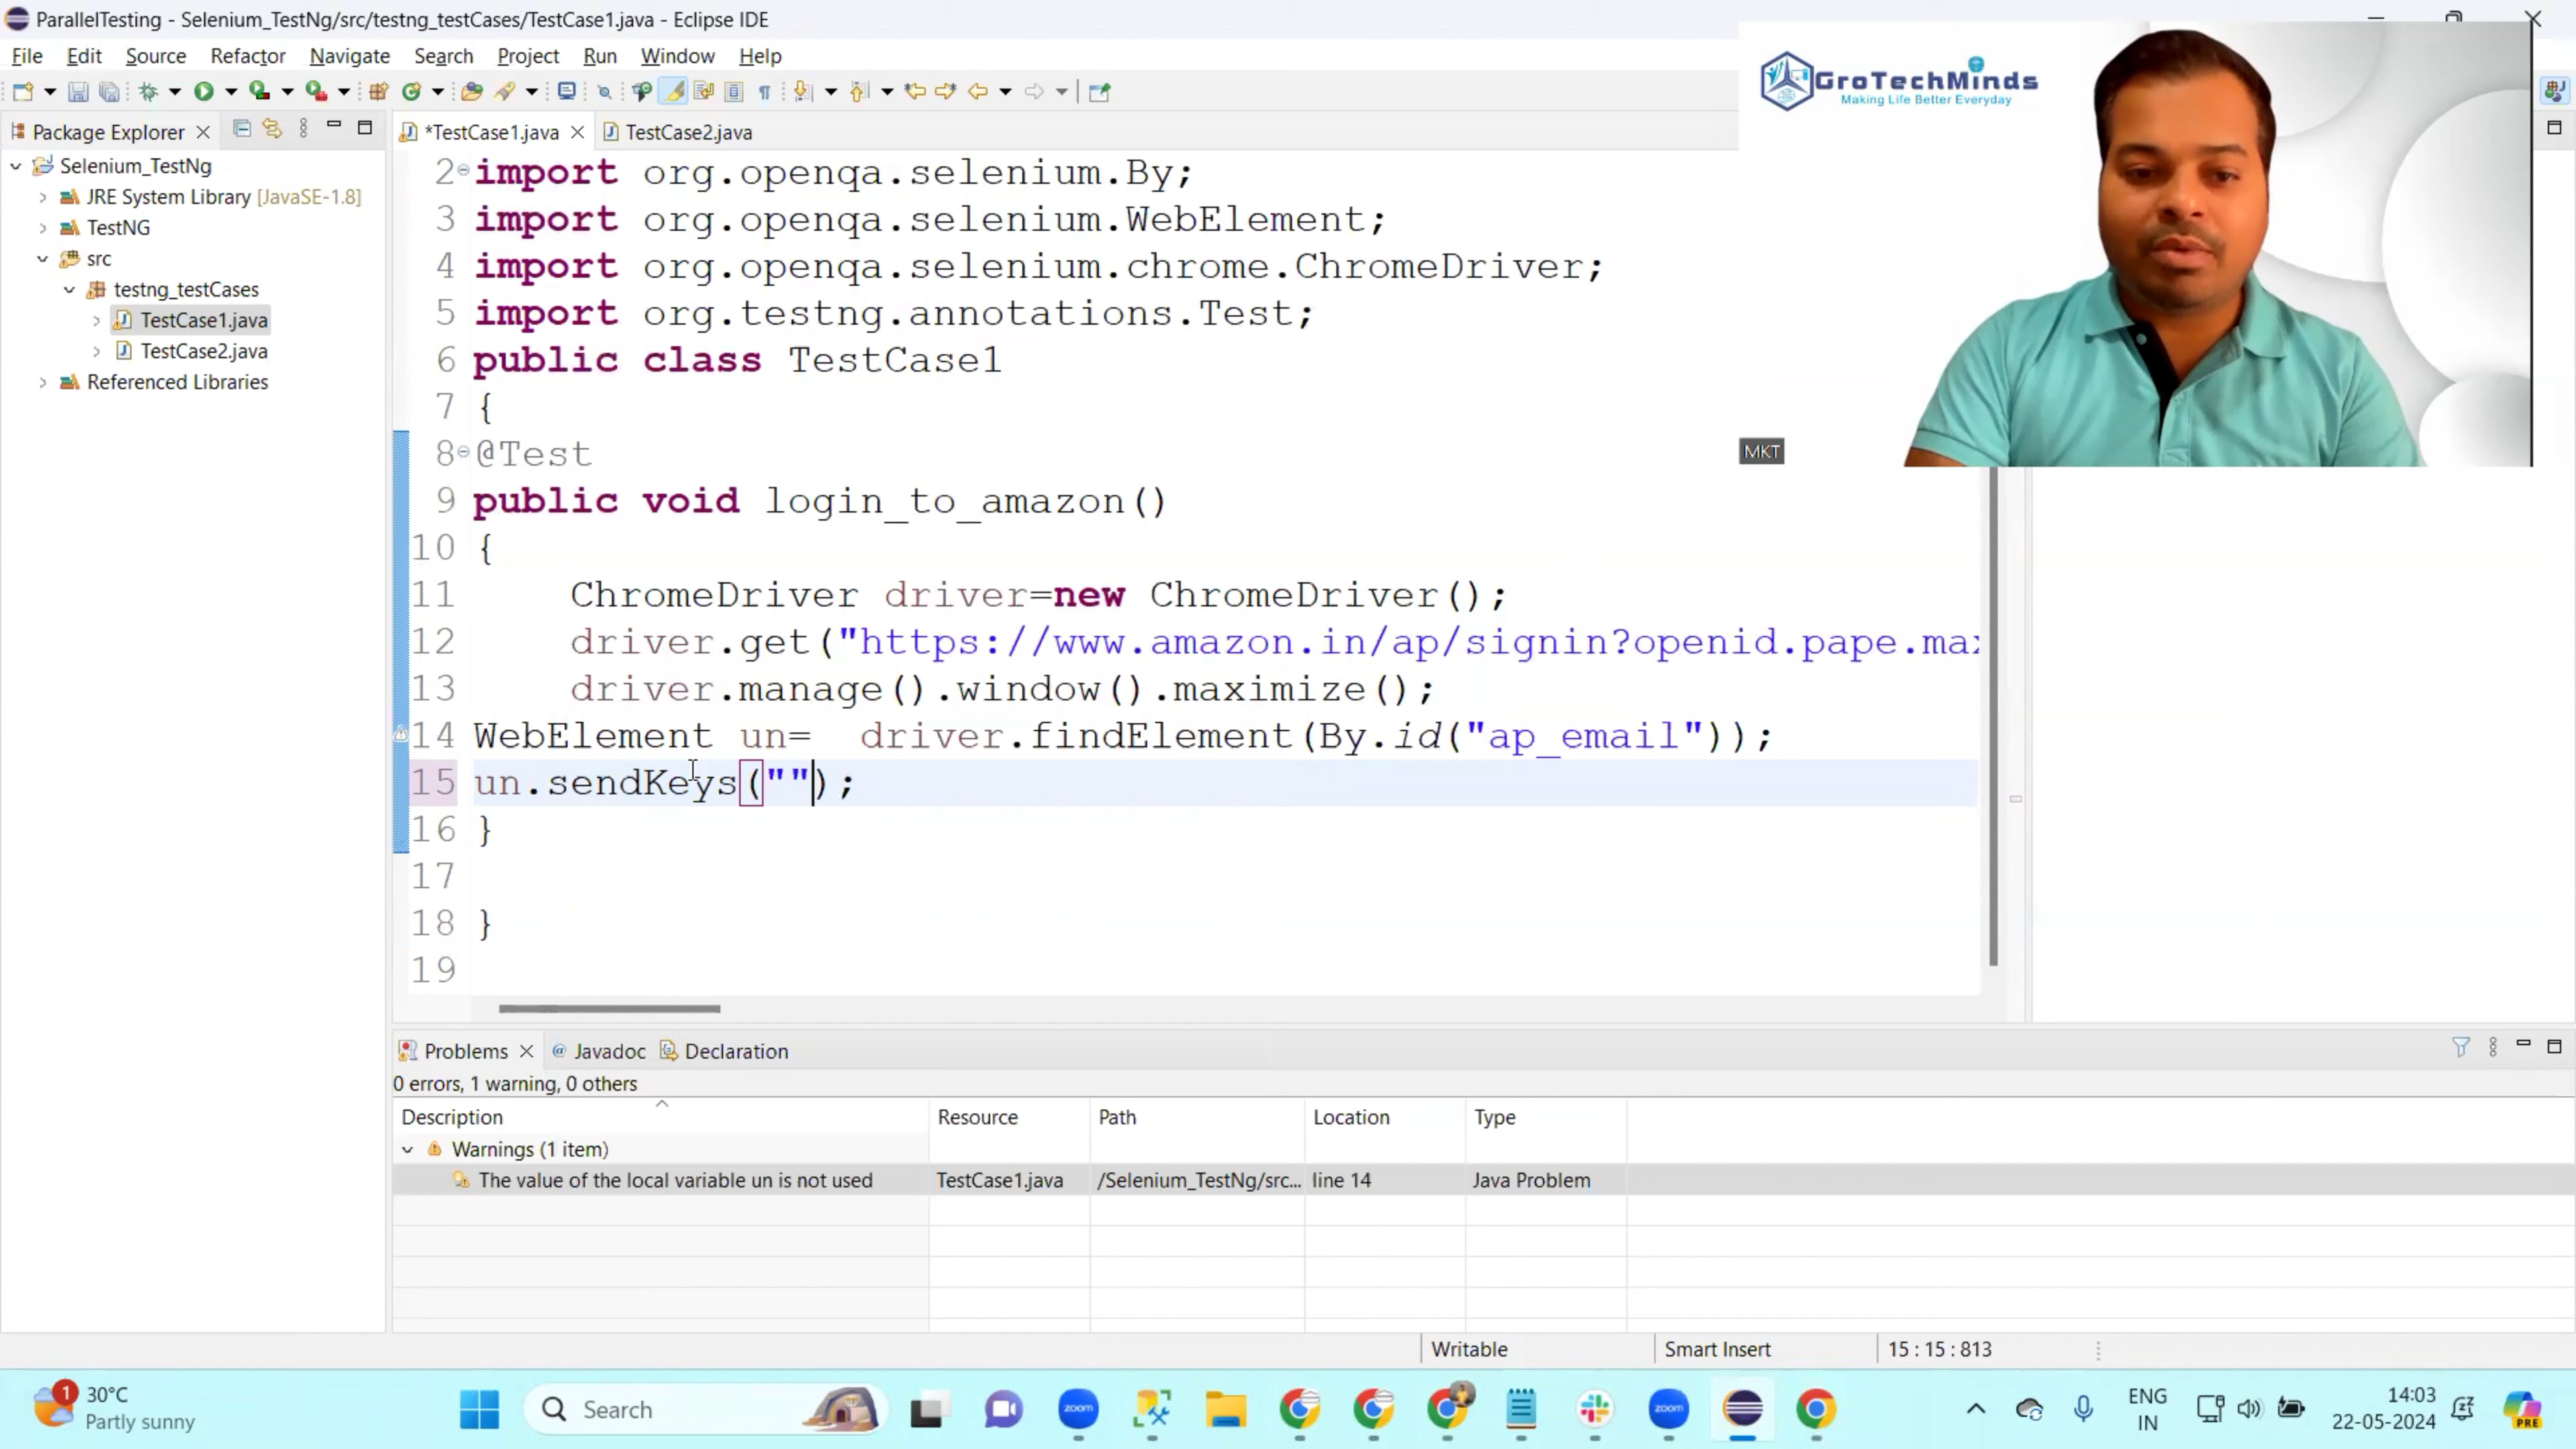 ParallelTesting - Selenium_TestNg/src/testng_testCases/TestCase1.java - Eclipse IDE
File Edit Source Refactor Navigate Search Project Run Window Help
GroTechMinds
Making Life Better Everyday
MKT
Package Explorer
*TestCase1.java TestCase2.java
Selenium_TestNg
JRE System Library [JavaSE-1.8]
TestNG
src
testng_testCases
TestCase1.java
TestCase2.java
Referenced Libraries
2 import org.openqa.selenium.By;
3 import org.openqa.selenium.WebElement;
4 import org.openqa.selenium.chrome.ChromeDriver;
5 import org.testng.annotations.Test;
6 public class TestCase1
7 {
8 @Test
9 public void login_to_amazon()
10 {
11 ChromeDriver driver=new ChromeDriver();
12 driver.get("https://www.amazon.in/ap/signin?openid.pape.max
13 driver.manage().window().maximize();
14 WebElement un= driver.findElement(By.id("ap_email"));
15 un.sendKeys("");
16 }
17
18 }
19
Problems @ Javadoc Declaration
0 errors, 1 warning, 0 others
Description Resource Path Location Type
Warnings (1 item)
The value of the local variable un is not used TestCase1.java /Selenium_TestNg/src... line 14 Java Problem
Writable Smart Insert 15 : 15 : 813
1 30°C
Partly sunny
Search
zoom
zoom
ENG
IN
14:03
22-05-2024
PRE